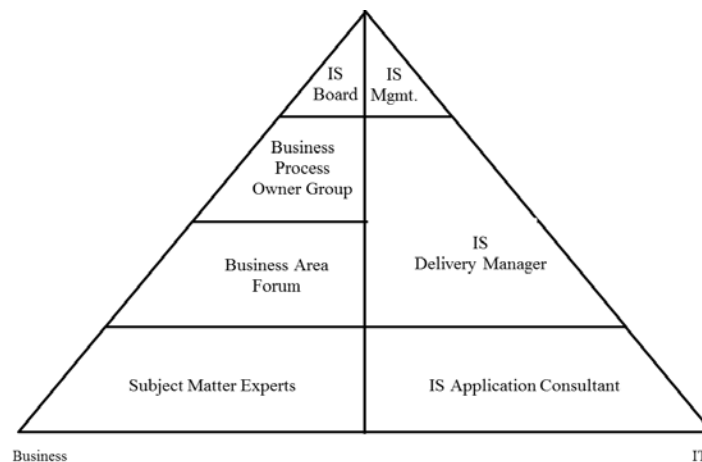 IS
Board
IS
Mgmt.
Business
Process
Owner Group
Business Area
Forum
IS
Delivery Manager
Subject Matter Experts
IS Application Consultant
Business
IT